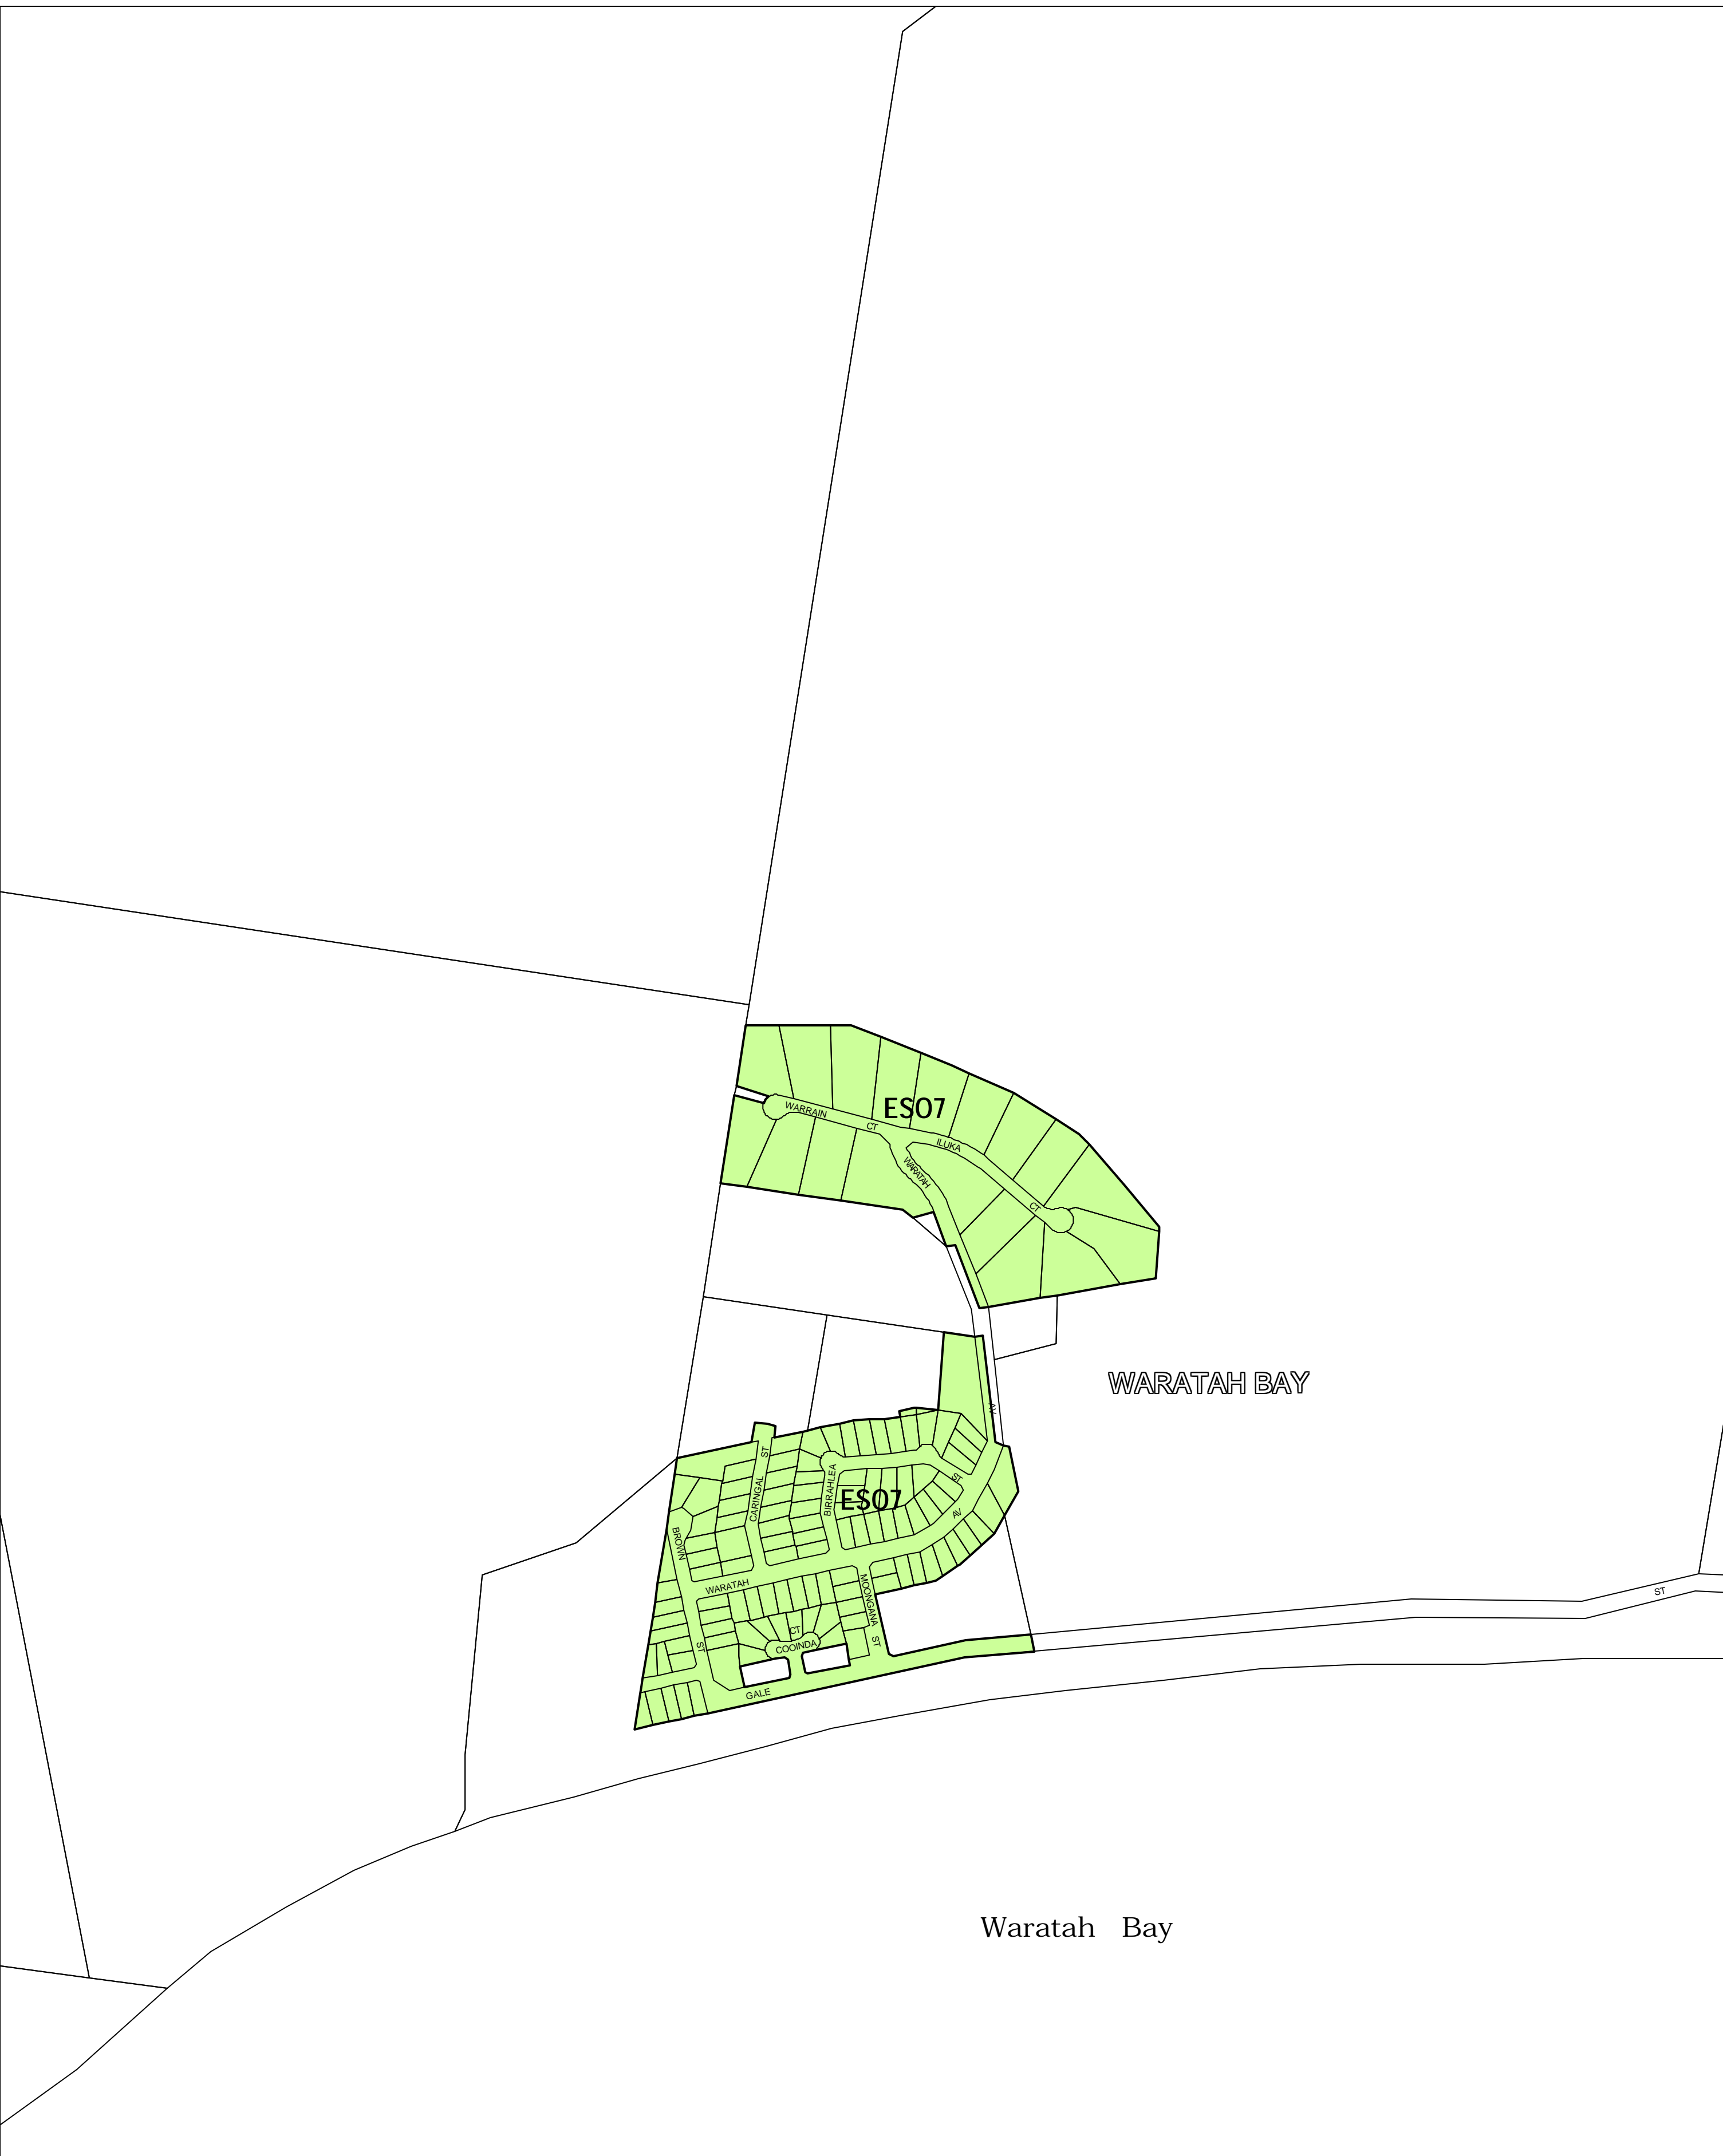 ESO7
WARRAIN
CT
ILUKA
WARATAH
CT
WARATAH BAY
AV
ST
CARINGAL
BIRRAHLEA
ST
ESO7
AV
BROWN
WARATAH
MOONGANA
ST
ST
CT
COOINDA
ST
GALE
Waratah Bay